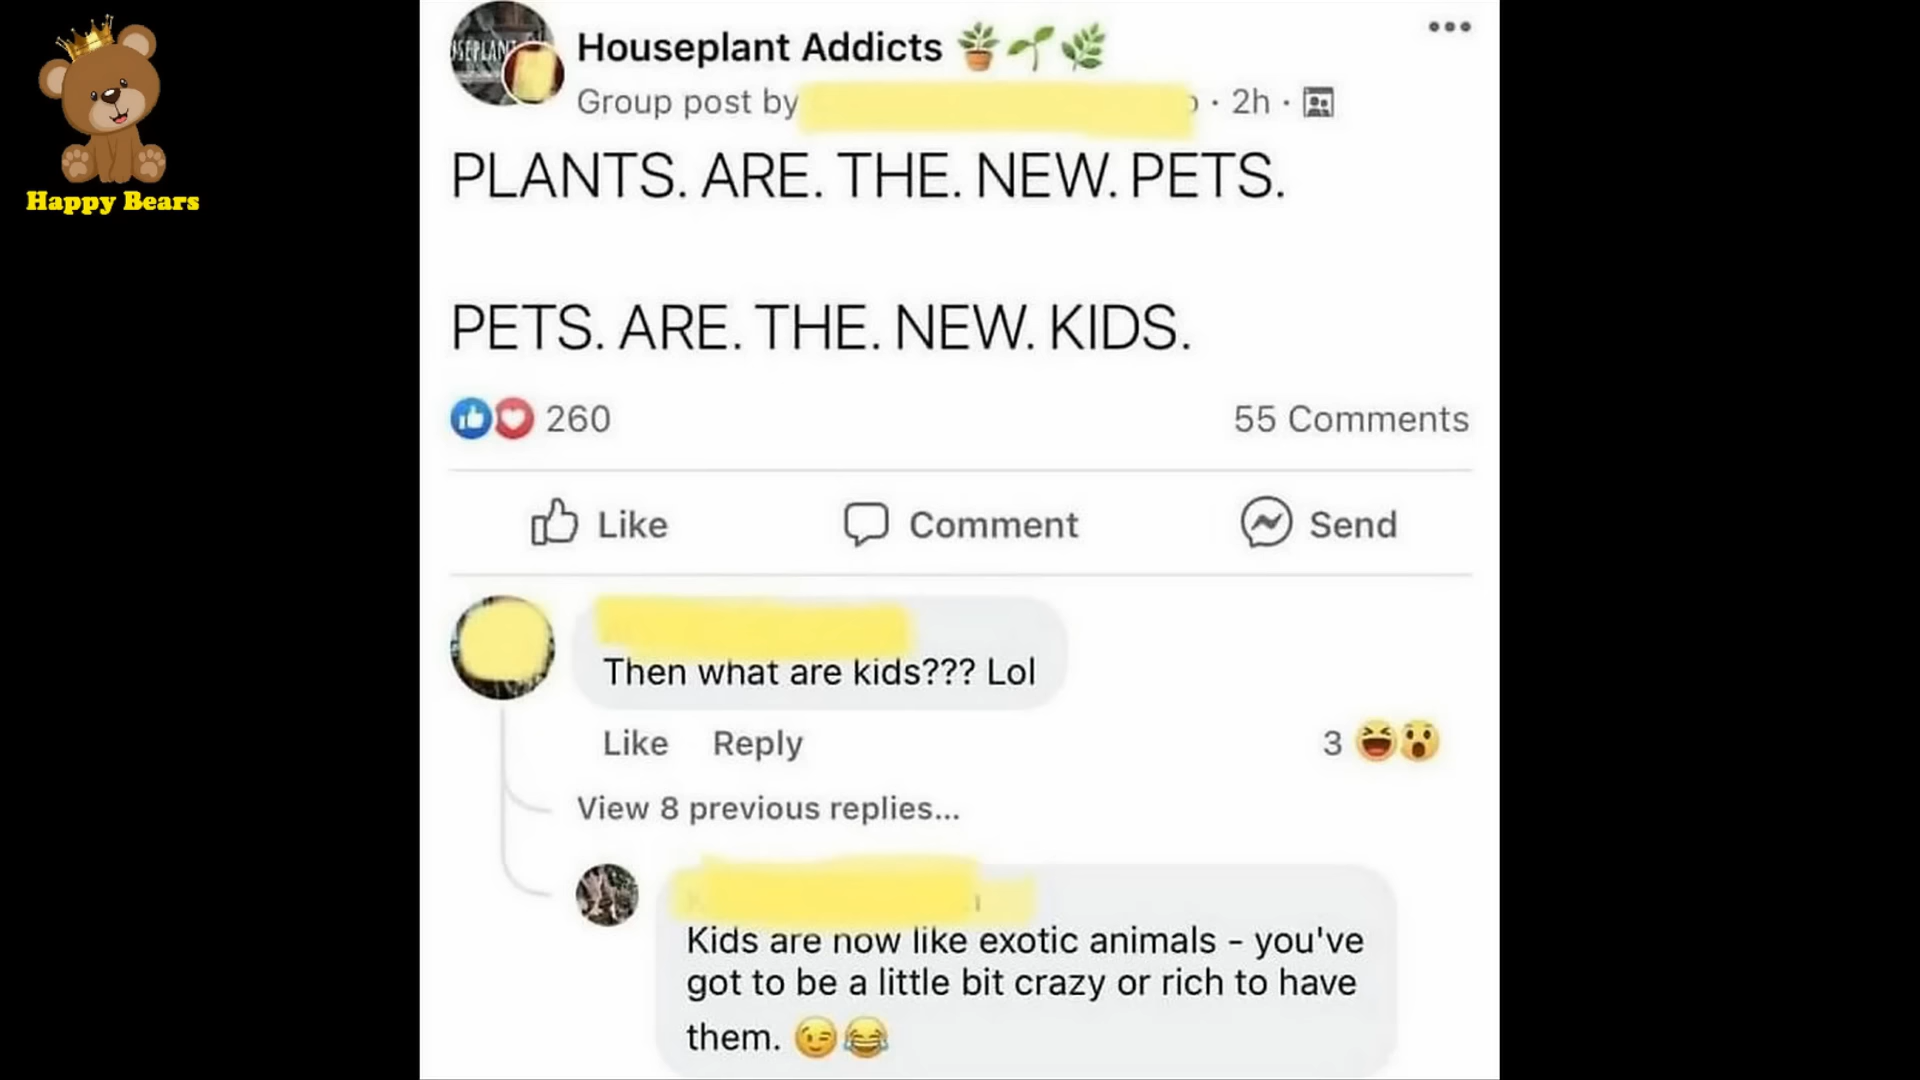 Happy Bears
Houseplant Addicts 🪴🌱🌿
Group post by
· 2h ·
PLANTS. ARE. THE. NEW. PETS.
PETS. ARE. THE. NEW. KIDS.
260
55 Comments
Like
Comment
Send
Then what are kids??? Lol
Like Reply
3 😆😮
View 8 previous replies...
Kids are now like exotic animals - you've
got to be a little bit crazy or rich to have
them. 😉😂